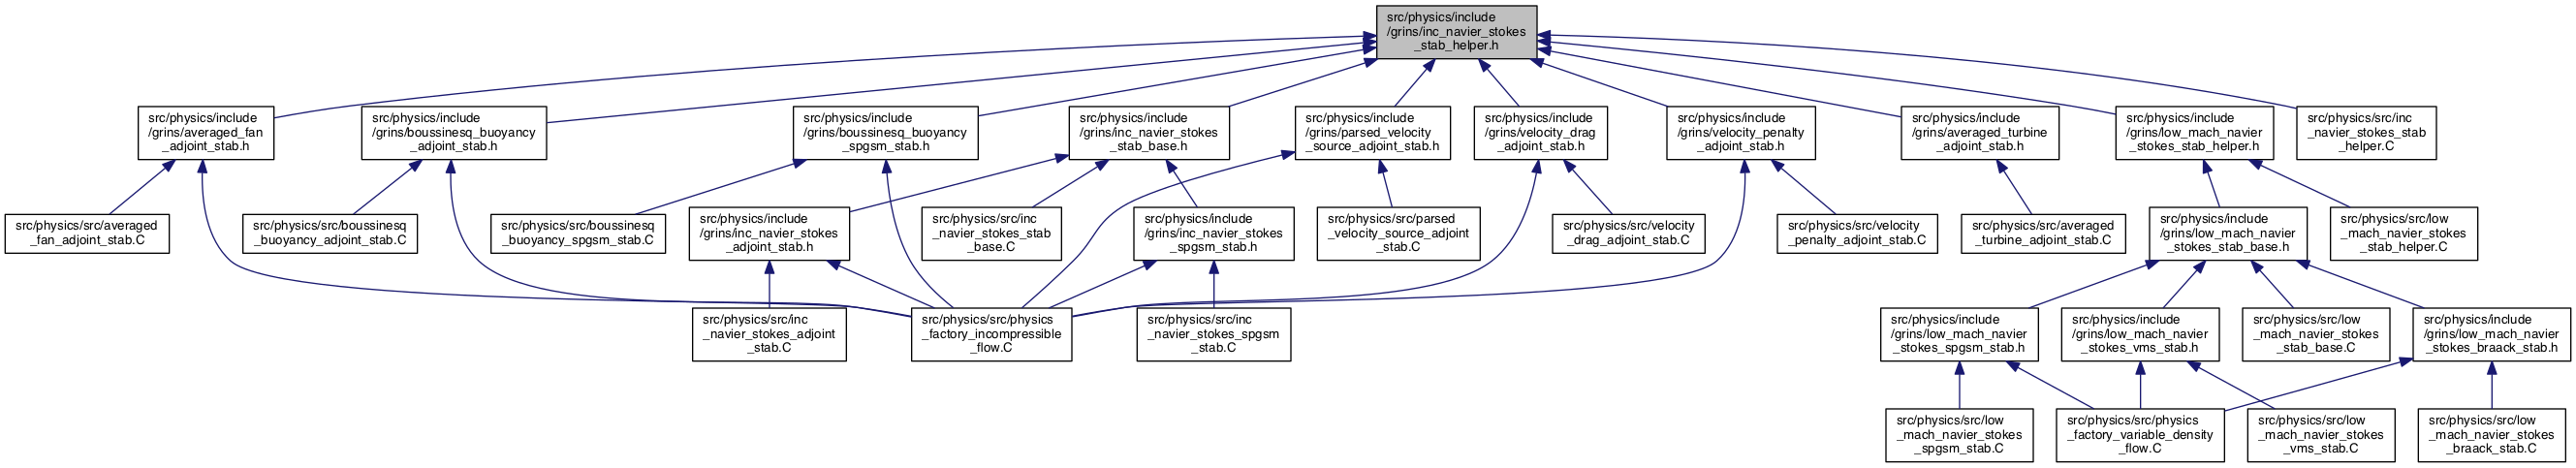 src/physics/include
/grins/inc_navier_stokes
_stab_helper.h
src/physics/include
/grins/averaged_fan
_adjoint_stab.h
src/physics/include
/grins/boussinesq_buoyancy
_adjoint_stab.h
src/physics/include
/grins/boussinesq_buoyancy
_spgsm_stab.h
src/physics/include
/grins/inc_navier_stokes
_stab_base.h
src/physics/include
/grins/parsed_velocity
_source_adjoint_stab.h
src/physics/include
/grins/velocity_drag
_adjoint_stab.h
src/physics/include
/grins/velocity_penalty
_adjoint_stab.h
src/physics/include
/grins/averaged_turbine
_adjoint_stab.h
src/physics/include
/grins/low_mach_navier
_stokes_stab_helper.h
src/physics/src/inc
_navier_stokes_stab
_helper.C
src/physics/src/averaged
_fan_adjoint_stab.C
src/physics/src/boussinesq
_buoyancy_adjoint_stab.C
src/physics/src/boussinesq
_buoyancy_spgsm_stab.C
src/physics/include
/grins/inc_navier_stokes
_adjoint_stab.h
src/physics/src/inc
_navier_stokes_stab
_base.C
src/physics/include
/grins/inc_navier_stokes
_spgsm_stab.h
src/physics/src/parsed
_velocity_source_adjoint
_stab.C
src/physics/src/velocity
_drag_adjoint_stab.C
src/physics/src/velocity
_penalty_adjoint_stab.C
src/physics/src/averaged
_turbine_adjoint_stab.C
src/physics/include
/grins/low_mach_navier
_stokes_stab_base.h
src/physics/src/low
_mach_navier_stokes
_stab_helper.C
src/physics/src/inc
_navier_stokes_adjoint
_stab.C
src/physics/src/physics
_factory_incompressible
_flow.C
src/physics/src/inc
_navier_stokes_spgsm
_stab.C
src/physics/include
/grins/low_mach_navier
_stokes_spgsm_stab.h
src/physics/include
/grins/low_mach_navier
_stokes_vms_stab.h
src/physics/src/low
_mach_navier_stokes
_stab_base.C
src/physics/include
/grins/low_mach_navier
_stokes_braack_stab.h
src/physics/src/low
_mach_navier_stokes
_spgsm_stab.C
src/physics/src/physics
_factory_variable_density
_flow.C
src/physics/src/low
_mach_navier_stokes
_vms_stab.C
src/physics/src/low
_mach_navier_stokes
_braack_stab.C